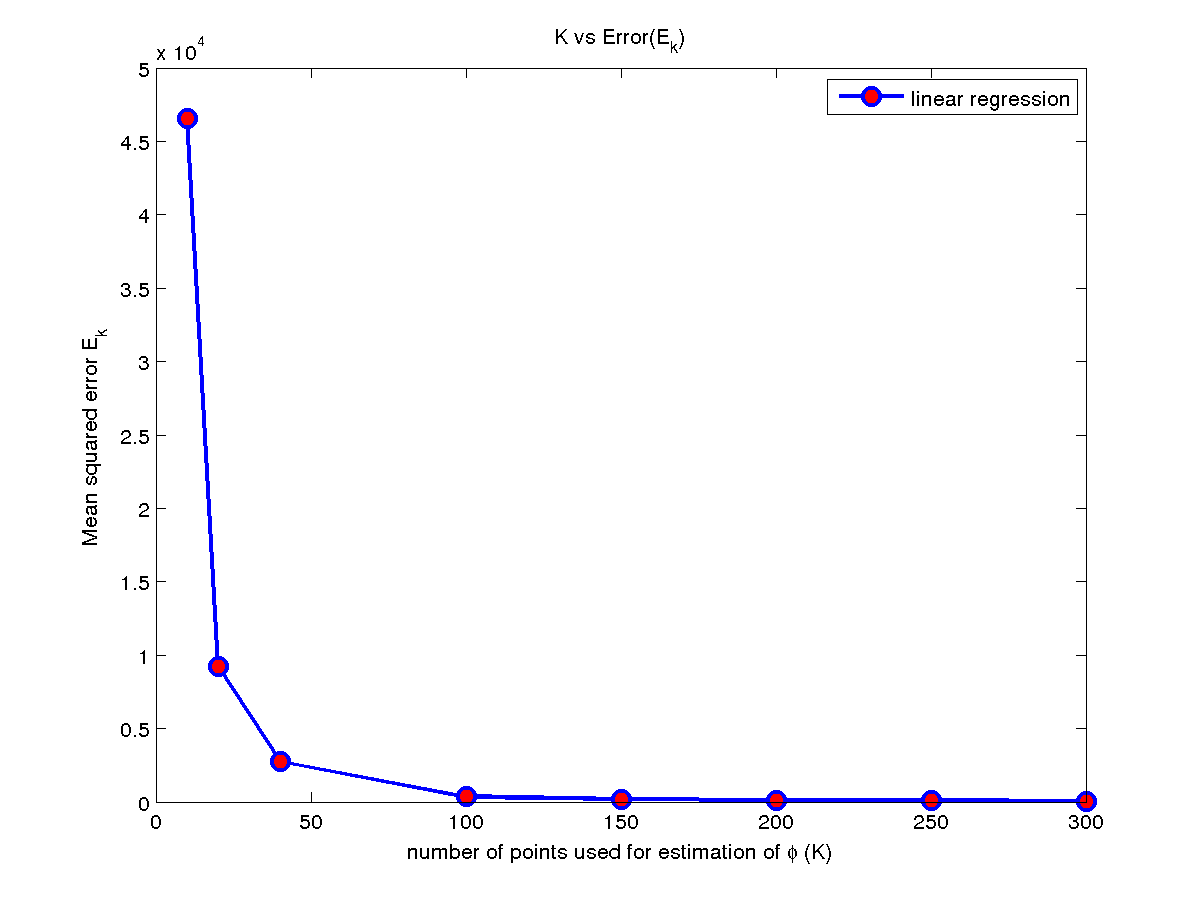 K vs Error(E_k)
x 10^4
linear regression
5
4.5
4
3.5
3
2.5
2
1.5
1
0.5
0
Mean squared error E_k
0 50 100 150 200 250 300
number of points used for estimation of ϕ (K)